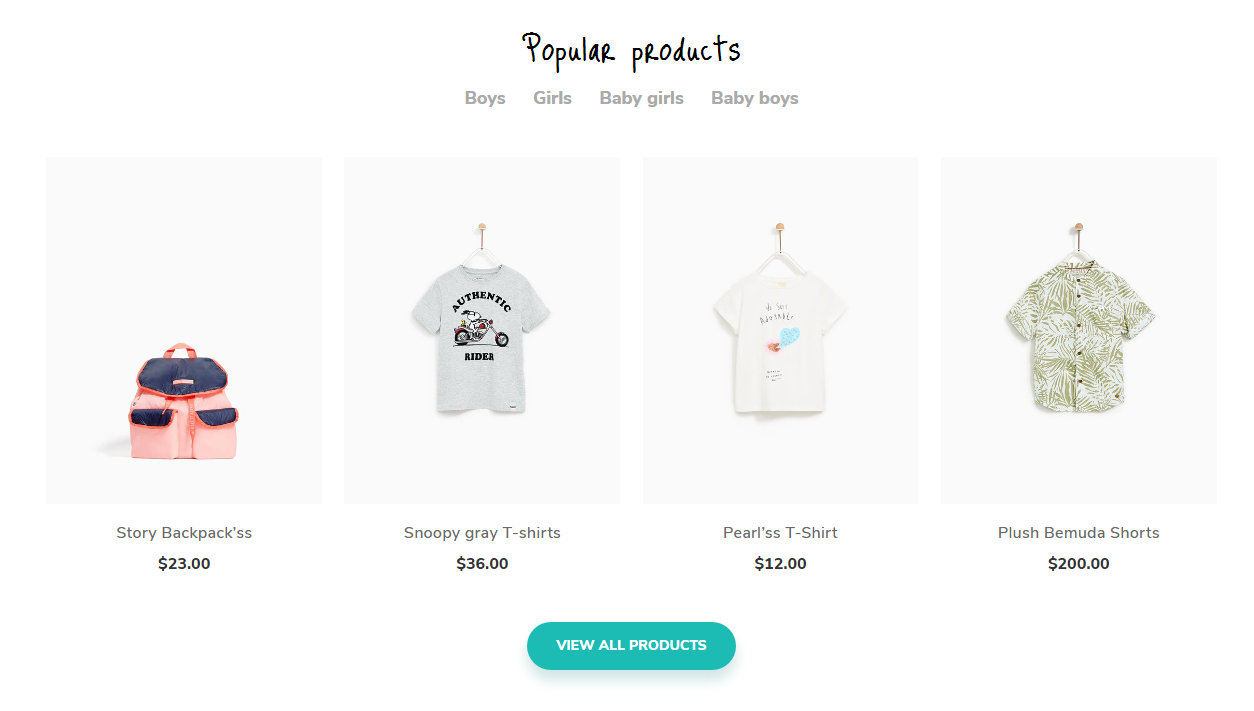 Popular products
Boys Girls Baby girls Baby boys
AUTHENTIC
RIDER
Adorable
Story Backpack'ss Snoopy gray T-shirts Pearl'ss T-Shirt Plush Bemuda Shorts
$23.00 $36.00 $12.00 $200.00
VIEW ALL PRODUCTS